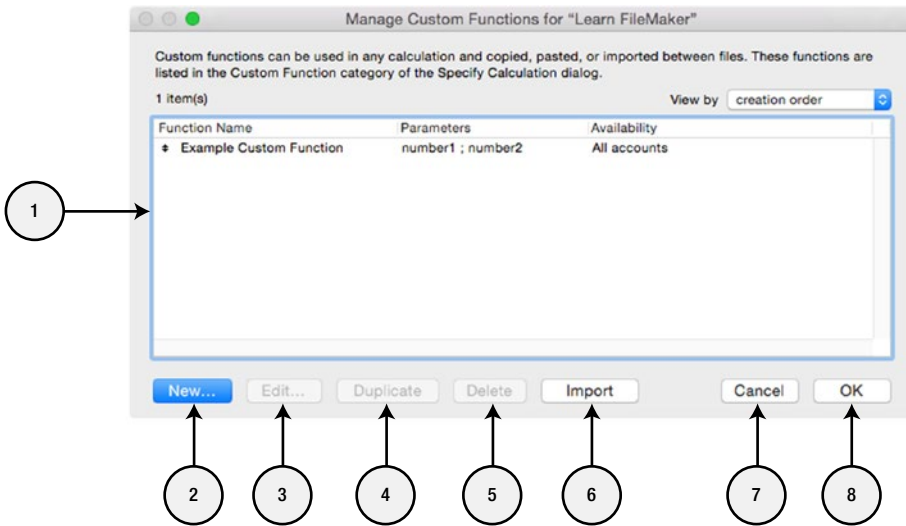 Manage Custom Functions for “Learn FileMaker”
Custom functions can be used in any calculation and copied, pasted, or imported between files. These functions are
listed in the Custom Function category of the Specify Calculation dialog.
1 item(s) View by creation order
Function Name Parameters Availability
Example Custom Function number1 ; number2 All accounts
1
New... Edit... Duplicate Delete Import Cancel OK
2 3 4 5 6 7 8